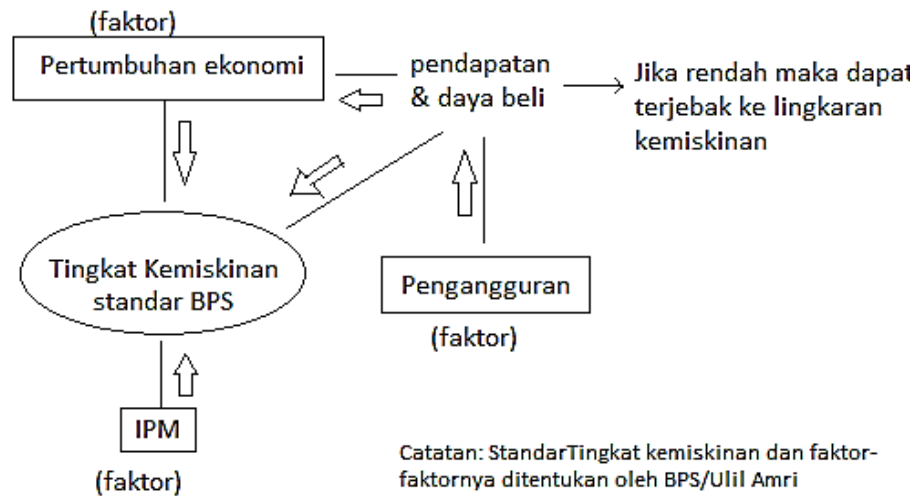 (faktor)
Pertumbuhan ekonomi
pendapatan
& daya beli
Jika rendah maka dapat
terjebak ke lingkaran
kemiskinan
Tingkat Kemiskinan
standar BPS
Pengangguran
(faktor)
IPM
(faktor)
Catatan: StandarTingkat kemiskinan dan faktor-
faktornya ditentukan oleh BPS/Ulil Amri